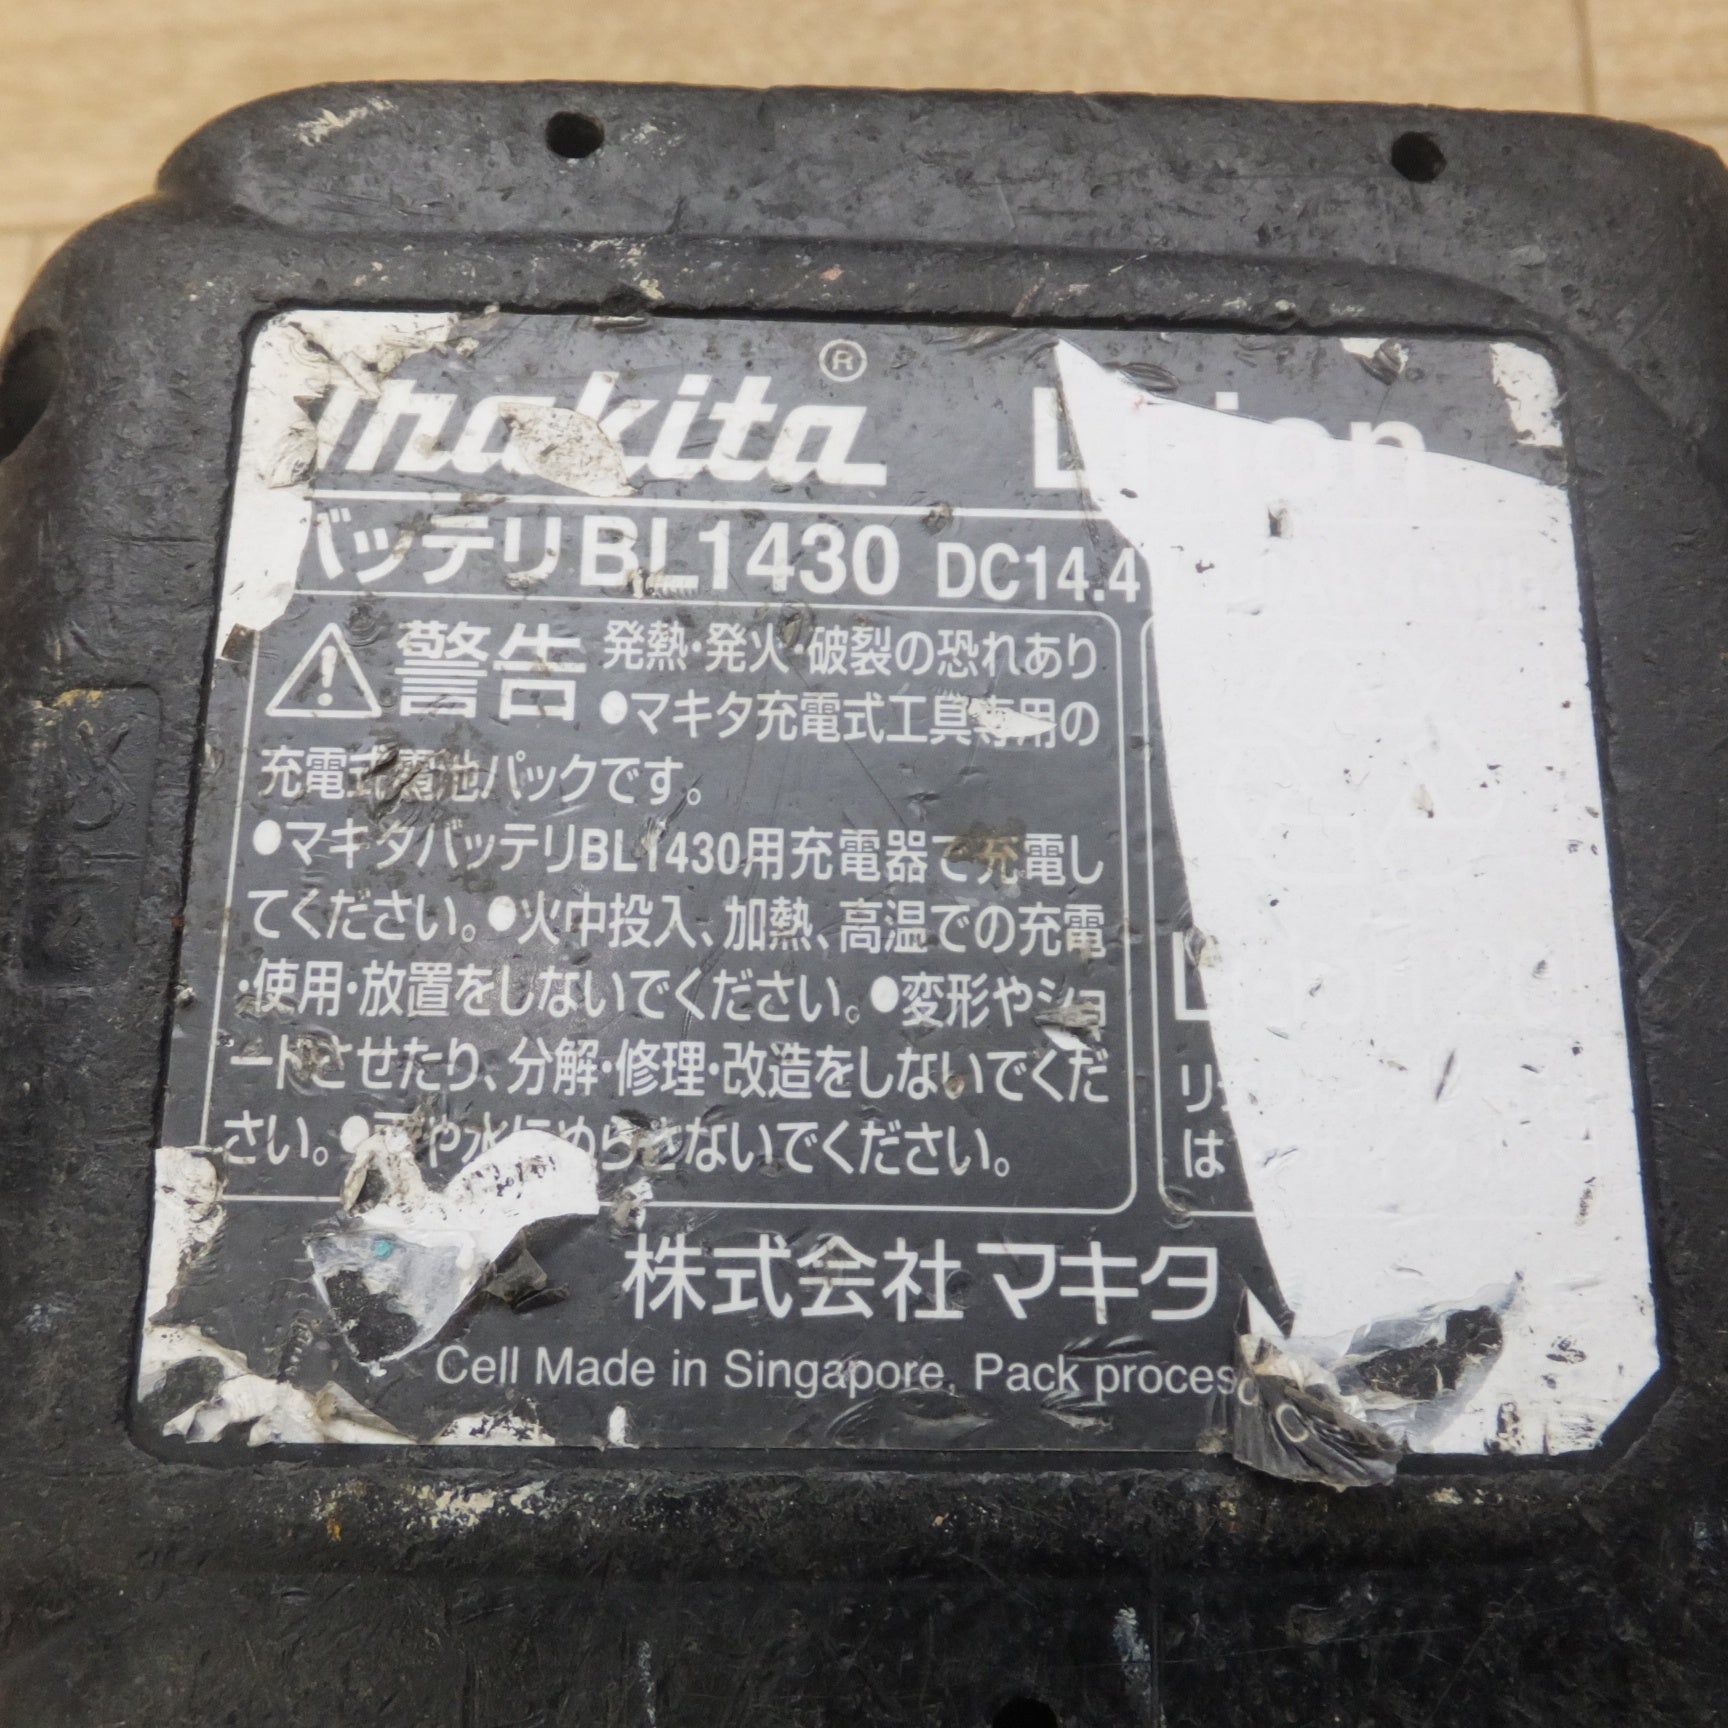 makita® Li-ion
バッテリBL1430 DC14.4
警告 発熱・発火・破裂の恐れあり
●マキタ充電式工具専用の
充電式電池パックです。
●マキタバッテリBL1430用充電器で充電し
てください。●火中投入、加熱、高温での充電
・使用・放置をしないでください。●変形やショ
ートさせたり、分解・修理・改造をしないでくだ
さい。●雨や水にぬらさないでください。
Li-ion
リ
は
株式会社マキタ
Cell Made in Singapore. Pack proces